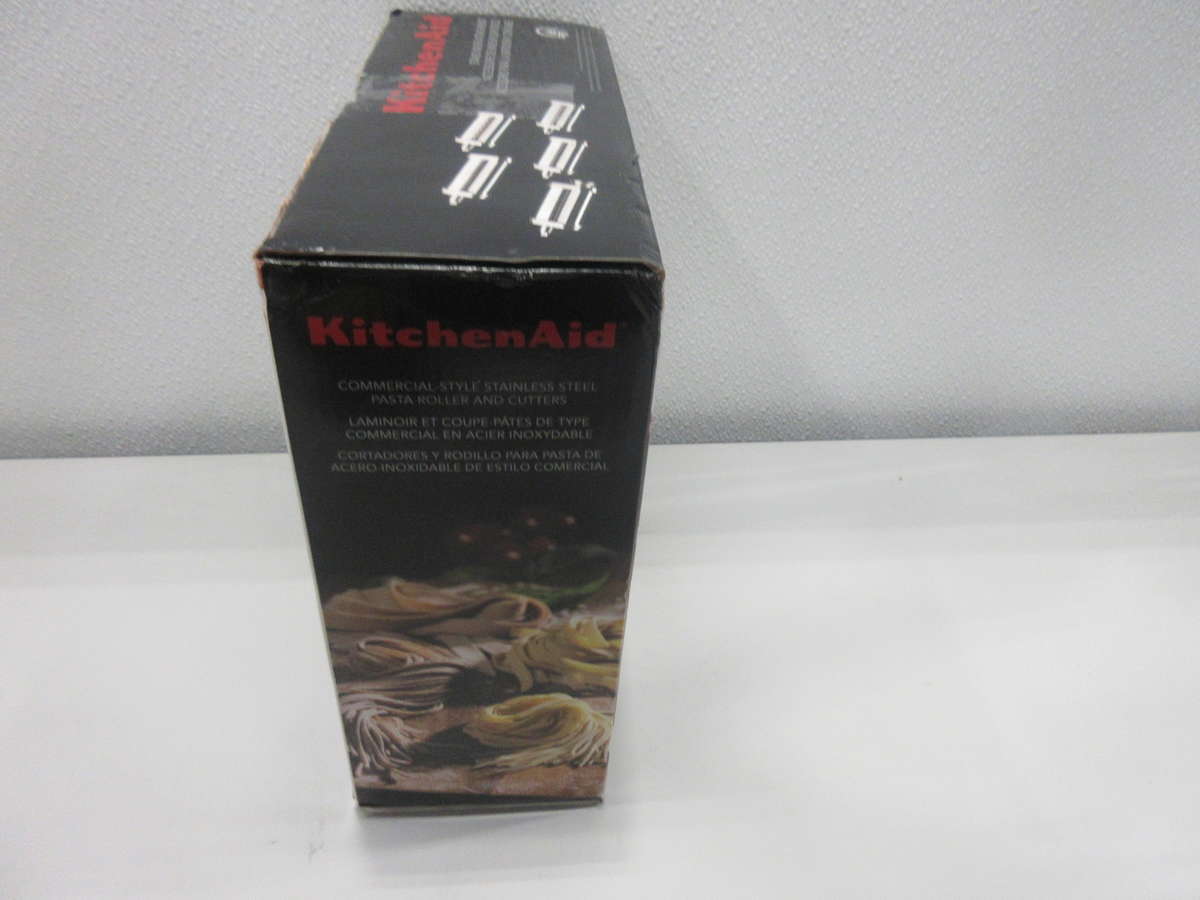 KitchenAid
KitchenAid
COMMERCIAL-STYLE STAINLESS STEEL
PASTA ROLLER AND CUTTERS
LAMINOIR ET COUPE-PÂTES DE TYPE
COMMERCIAL EN ACIER INOXYDABLE
CORTADORES Y RODILLO PARA PASTA DE
ACERO-INOXIDABLE DE ESTILO COMERCIAL